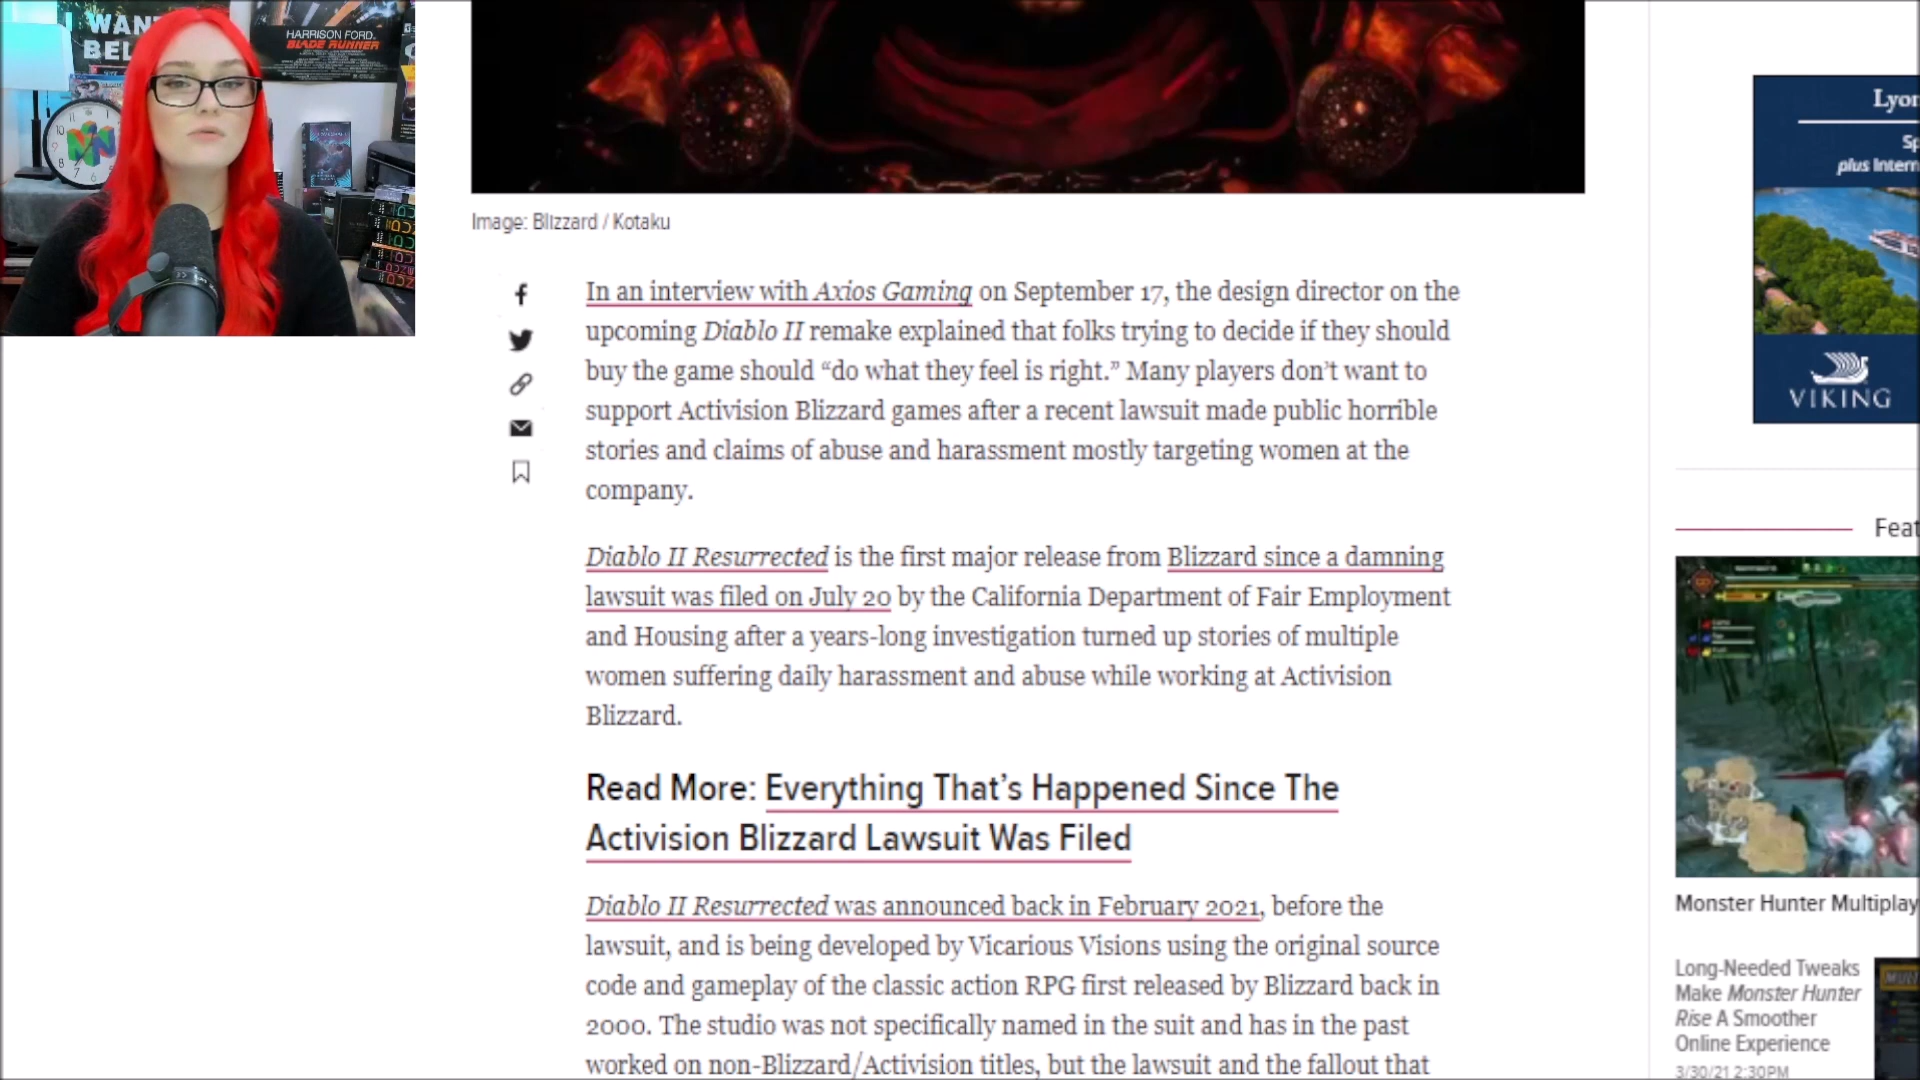 WAN
BEL
HARRISON FORD.
BLADE RUNNER
Image: Blizzard / Kotaku
In an interview with Axios Gaming on September 17, the design director on the
upcoming Diablo II remake explained that folks trying to decide if they should
buy the game should “do what they feel is right.” Many players don’t want to
support Activision Blizzard games after a recent lawsuit made public horrible
stories and claims of abuse and harassment mostly targeting women at the
company.
Diablo II Resurrected is the first major release from Blizzard since a damning
lawsuit was filed on July 20 by the California Department of Fair Employment
and Housing after a years-long investigation turned up stories of multiple
women suffering daily harassment and abuse while working at Activision
Blizzard.
Read More: Everything That’s Happened Since The
Activision Blizzard Lawsuit Was Filed
Diablo II Resurrected was announced back in February 2021, before the
lawsuit, and is being developed by Vicarious Visions using the original source
code and gameplay of the classic action RPG first released by Blizzard back in
2000. The studio was not specifically named in the suit and has in the past
worked on non-Blizzard/Activision titles, but the lawsuit and the fallout that
Lyon
Sp
plus Intern
VIKING
Feat
Monster Hunter Multiplay
Long-Needed Tweaks
Make Monster Hunter
Rise A Smoother
Online Experience
3/30/21 2:30PM